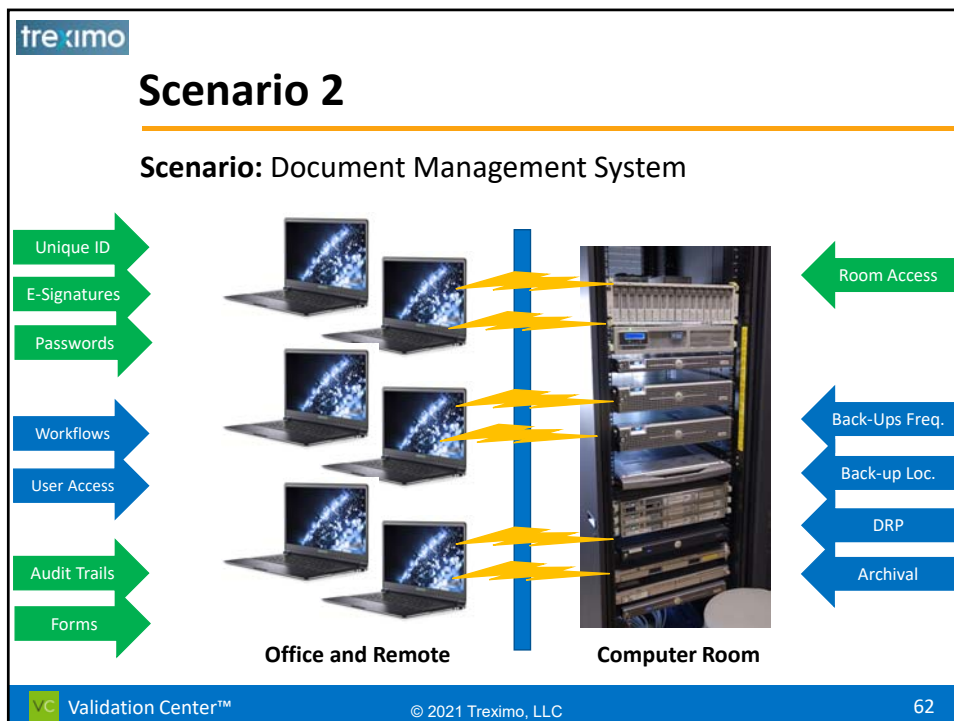 treximo
Scenario 2
Scenario: Document Management System
Unique ID
E-Signatures
Passwords
Workflows
User Access
Audit Trails
Forms
Room Access
Back-Ups Freq.
Back-up Loc.
DRP
Archival
Office and Remote
Computer Room
VC Validation Center™
© 2021 Treximo, LLC
62